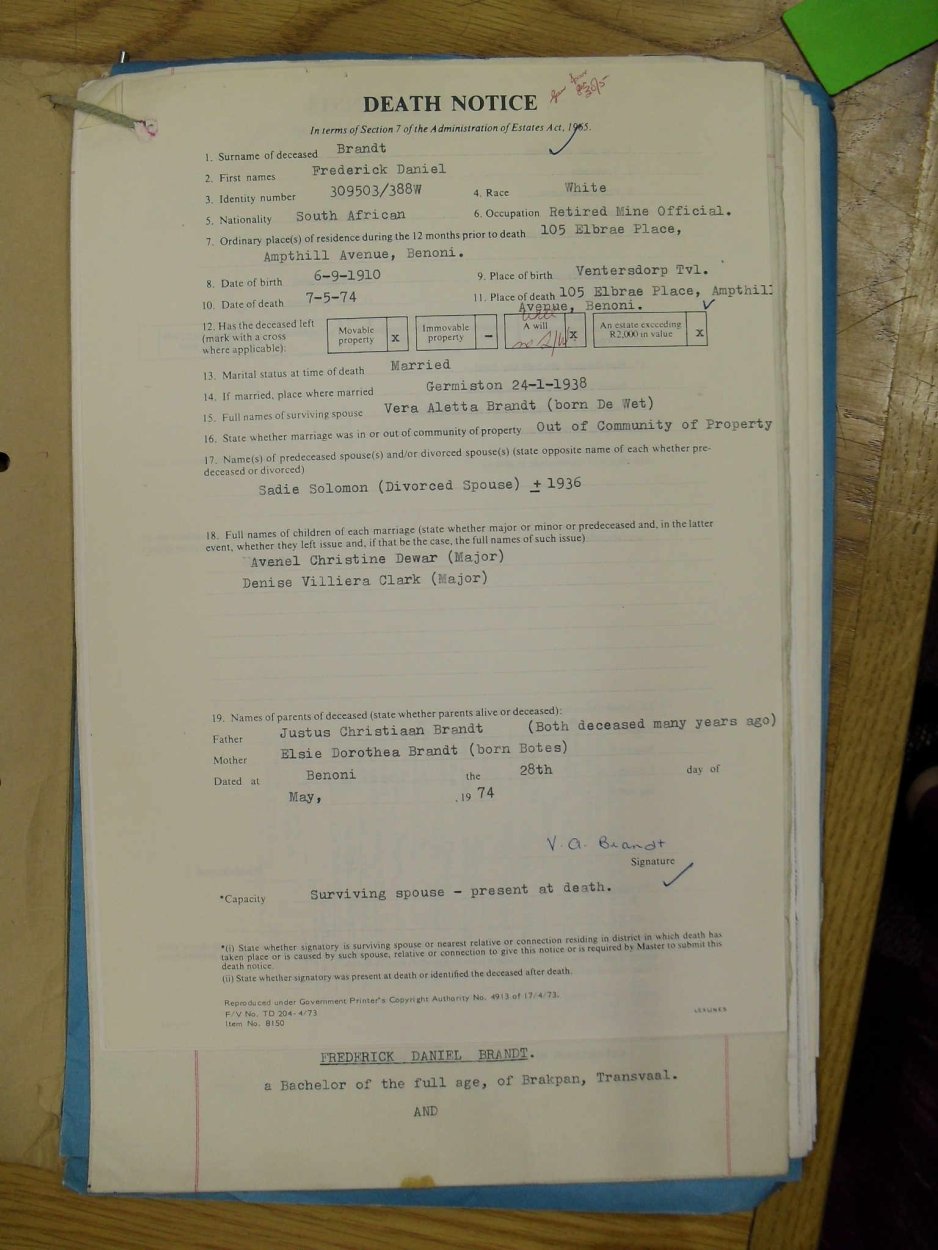 DEATH NOTICE
In terms of Section 7 of the Administration of Estates Act, 1965.
1. Surname of deceased Brandt
2. First names Frederick Daniel
3. Identity number 309503/388W 4. Race White
5. Nationality South African 6. Occupation Retired Mine Official.
7. Ordinary place(s) of residence during the 12 months prior to death 105 Elbrae Place,
Ampthill Avenue, Benoni.
8. Date of birth 6-9-1910 9. Place of birth Ventersdorp Tvl.
10. Date of death 7-5-74 11. Place of death 105 Elbrae Place, Ampthill
Avenue, Benoni.
12. Has the deceased left
(mark with a cross
where applicable):
Movable
property x
Immovable
property –
A will x
An estate exceeding
R2,000 in value x
13. Marital status at time of death Married
14. If married, place where married Germiston 24-1-1938
15. Full names of surviving spouse Vera Aletta Brandt (born De Wet)
16. State whether marriage was in or out of community of property Out of Community of Property
17. Name(s) of predeceased spouse(s) and/or divorced spouse(s) (state opposite name of each whether pre-
deceased or divorced)
Sadie Solomon (Divorced Spouse) ± 1936
18. Full names of children of each marriage (state whether major or minor or predeceased and, in the latter
event, whether they left issue and, if that be the case, the full names of such issue)
Avenel Christine Dewar (Major)
Denise Villiera Clark (Major)
19. Names of parents of deceased (state whether parents alive or deceased):
Father Justus Christiaan Brandt (Both deceased many years ago)
Mother Elsie Dorothea Brandt (born Botes)
Dated at Benoni the 28th day of
May, , 19 74
V. A. Brandt
Signature
*Capacity Surviving spouse – present at death.
*(i) State whether signatory is surviving spouse or nearest relative or connection residing in district in which death has
taken place or is caused by such spouse, relative or connection to give this notice or is required by Master to submit this
death notice.
(ii) State whether signatory was present at death or identified the deceased after death.
Reproduced under Government Printer's Copyright Authority No. 4913 of 17/4/73.
F/V No. TD 204-4/73
Item No. 8150
FREDERICK DANIEL BRANDT.
a Bachelor of the full age, of Brakpan, Transvaal.
AND